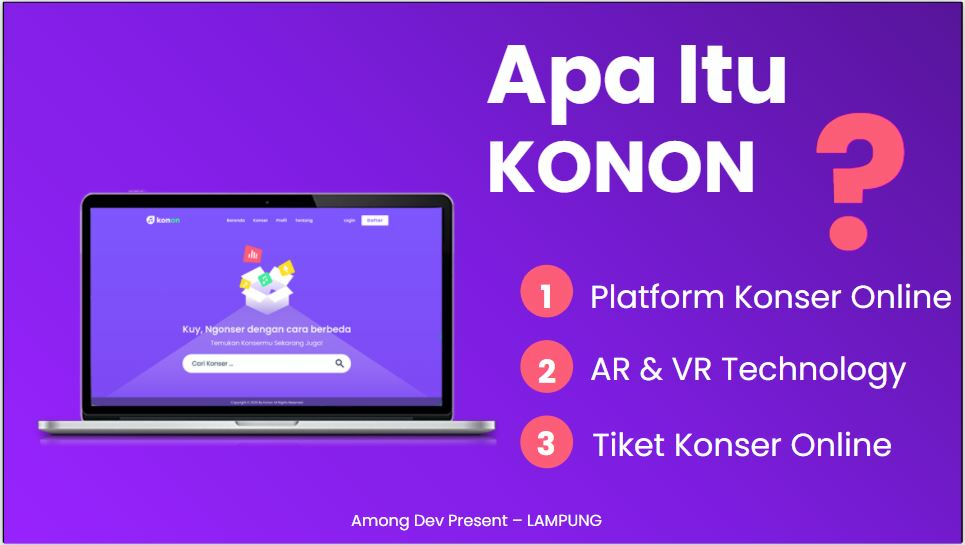 Apa Itu
KONON
?
1 Platform Konser Online
2 AR & VR Technology
3 Tiket Konser Online
konon
Beranda Konser Profil Tentang Login Daftar
Kuy, Ngonser dengan cara berbeda
Temukan Konsermu Sekarang Juga!
Cari Konser ...
Among Dev Present – LAMPUNG